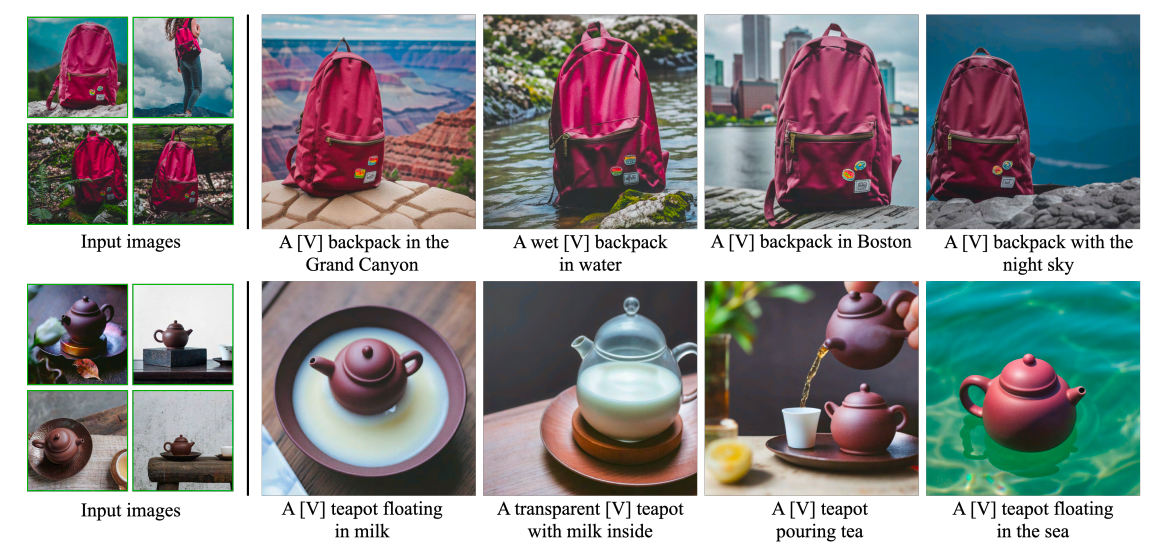 Input images
A [V] backpack in the
Grand Canyon
A wet [V] backpack
in water
A [V] backpack in Boston
A [V] backpack with the
night sky
Input images
A [V] teapot floating
in milk
A transparent [V] teapot
with milk inside
A [V] teapot
pouring tea
A [V] teapot floating
in the sea